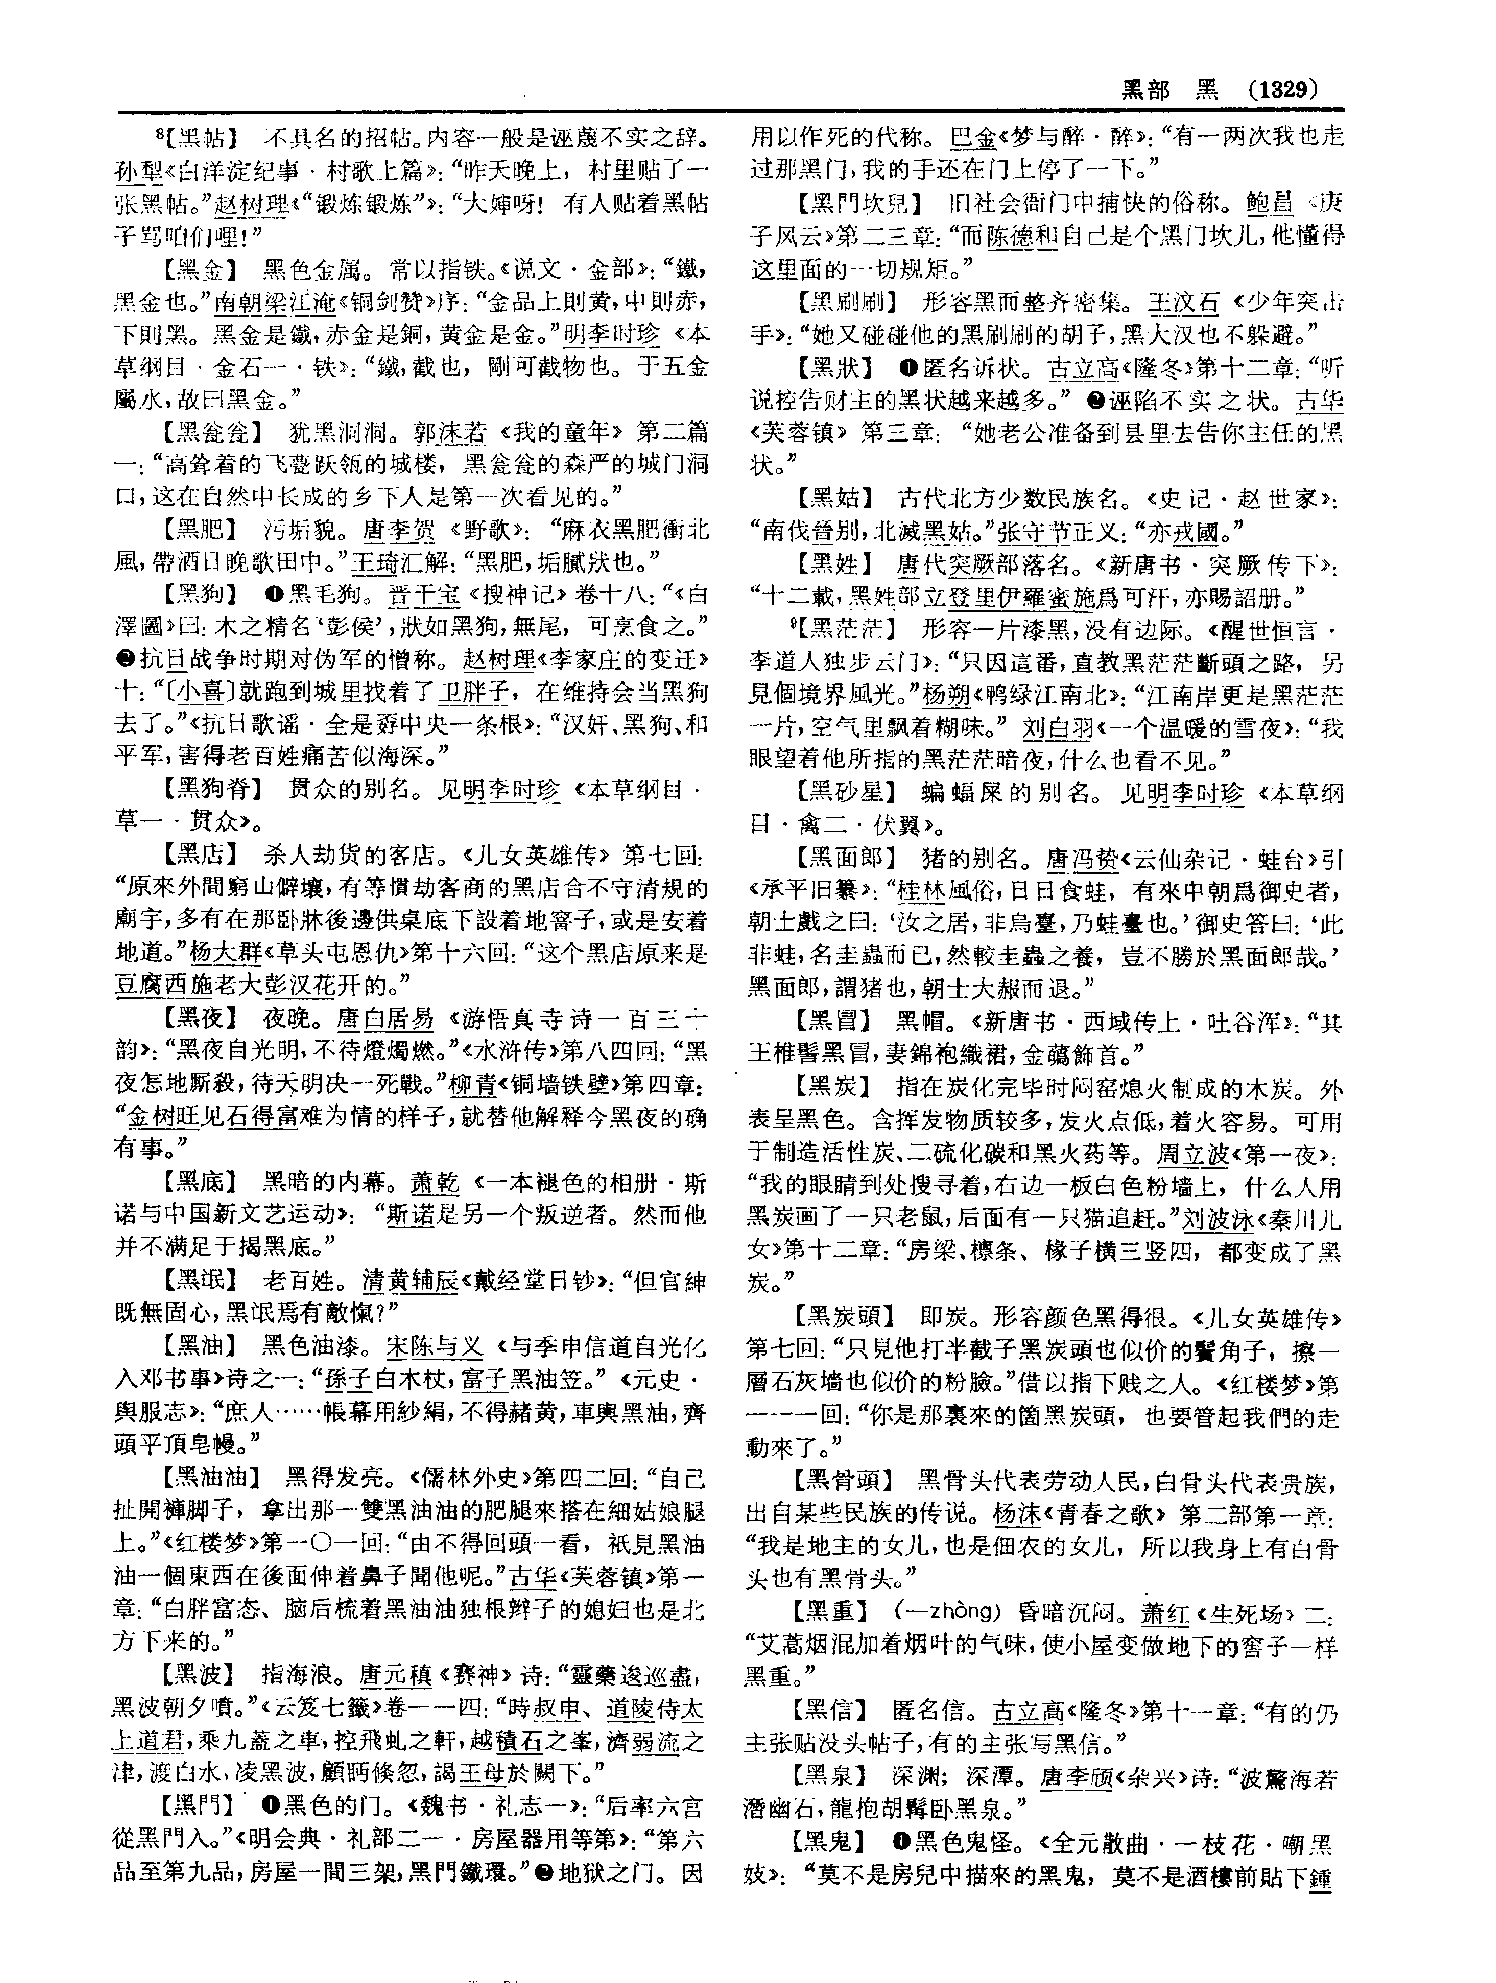 黑部 黑 (1329)
⁸【黑帖】 不具名的招帖。内容一般是诬蔑不实之辞。
孙犁《白洋淀纪事·村歌上篇》：“昨天晚上，村里贴了一
张黑帖。”赵树理《“锻炼锻炼”》：“大婶呀！有人贴着黑帖
子骂咱们哩！”
【黑金】 黑色金属。常以指铁。《说文·金部》：“鐵，
黑金也。”南朝梁江淹《铜剑赞》序：“金品上則黄，中則赤，
下則黑。黑金是鐵，赤金是銅，黄金是金。”明李时珍《本
草纲目·金石一·铁》：“鐵，截也，剛可截物也。于五金
屬水，故曰黑金。”
【黑瓮瓮】 犹黑洞洞。郭沫若《我的童年》第二篇
一：“高耸着的飞甍跃瓴的城楼，黑瓮瓮的森严的城门洞
口，这在自然中长成的乡下人是第一次看见的。”
【黑肥】 污垢貌。唐李贺《野歌》：“麻衣黑肥衝北
風，帶酒日晚歌田中。”王琦汇解：“黑肥，垢膩狀也。”
【黑狗】 ❶黑毛狗。晋干宝《搜神记》卷十八：“《白
澤圖》曰：木之精名‘彭侯’，狀如黑狗，無尾，可烹食之。”
❷抗日战争时期对伪军的憎称。赵树理《李家庄的变迁》
十：“〔小喜〕就跑到城里找着了卫胖子，在维持会当黑狗
去了。”《抗日歌谣·全是孬中央一条根》：“汉奸、黑狗、和
平军，害得老百姓痛苦似海深。”
【黑狗脊】 贯众的别名。见明李时珍《本草纲目·
草一·贯众》。
【黑店】 杀人劫货的客店。《儿女英雄传》第七回：
“原來外間窮山僻壤，有等慣劫客商的黑店合不守清規的
廟宇，多有在那卧牀後邊供桌底下設着地窨子，或是安着
地道。”杨大群《草头屯恩仇》第十六回：“这个黑店原来是
豆腐西施老大彭汉花开的。”
【黑夜】 夜晚。唐白居易《游悟真寺诗一百三十
韵》：“黑夜自光明，不待燈燭燃。”《水浒传》第八四回：“黑
夜怎地厮殺，待天明决一死戰。”柳青《铜墙铁壁》第四章：
“金树旺见石得富难为情的样子，就替他解释今黑夜的确
有事。”
【黑底】 黑暗的内幕。萧乾《一本褪色的相册·斯
诺与中国新文艺运动》：“斯诺是另一个叛逆者。然而他
并不满足于揭黑底。”
【黑氓】 老百姓。清黄辅辰《戴经堂日钞》：“但官紳
既無固心，黑氓焉有敵愾？”
【黑油】 黑色油漆。宋陈与义《与季申信道自光化
入邓书事》诗之一：“孫子白木杖，富子黑油笠。”《元史·
舆服志》：“庶人……帳幕用紗絹，不得赭黄，車輿黑油，齊
頭平頂皂幔。”
【黑油油】 黑得发亮。《儒林外史》第四二回：“自己
扯開褲脚子，拿出那一雙黑油油的肥腿來搭在細姑娘腿
上。”《红楼梦》第一〇一回：“由不得回頭一看，祇見黑油
油一個東西在後面伸着鼻子聞他呢。”古华《芙蓉镇》第一
章：“白胖富态、脑后梳着黑油油独根辫子的媳妇也是北
方下来的。”
【黑波】 指海浪。唐元稹《赛神》诗：“靈藥逡巡盡，
黑波朝夕噴。”《云笈七籤》卷一一四：“時叔申、道陵侍太
上道君，乘九蓋之車，控飛虬之軒，越積石之峯，濟弱流之
津，渡白水，凌黑波，顧眄倏忽，謁王母於闕下。”
【黑門】 ❶黑色的门。《魏书·礼志一》：“后率六宫
從黑門入。”《明会典·礼部二一·房屋器用等第》：“第六
品至第九品，房屋一間三架，黑門鐵環。”❷地狱之门。因
用以作死的代称。巴金《梦与醉·醉》：“有一两次我也走
过那黑门，我的手还在门上停了一下。”
【黑門坎兒】 旧社会衙门中捕快的俗称。鲍昌《庚
子风云》第二三章：“而陈德和自己是个黑门坎儿，他懂得
这里面的一切规矩。”
【黑刷刷】 形容黑而整齐密集。王汶石《少年突击
手》：“她又碰碰他的黑刷刷的胡子，黑大汉也不躲避。”
【黑狀】 ❶匿名诉状。古立高《隆冬》第十二章：“听
说控告财主的黑状越来越多。”❷诬陷不实之状。古华
《芙蓉镇》第三章：“她老公准备到县里去告你主任的黑
状。”
【黑姑】 古代北方少数民族名。《史记·赵世家》：
“南伐晉别，北滅黑姑。”张守节正义：“亦戎國。”
【黑姓】 唐代突厥部落名。《新唐书·突厥传下》：
“十二載，黑姓部立登里伊羅蜜施爲可汗，亦賜詔册。”
⁹【黑茫茫】 形容一片漆黑，没有边际。《醒世恒言·
李道人独步云门》：“只因這番，直教黑茫茫斷頭之路，另
見個境界風光。”杨朔《鸭绿江南北》：“江南岸更是黑茫茫
一片，空气里飘着糊味。”刘白羽《一个温暖的雪夜》：“我
眼望着他所指的黑茫茫暗夜，什么也看不见。”
【黑砂星】 蝙蝠屎的别名。见明李时珍《本草纲
目·禽二·伏翼》。
【黑面郎】 猪的别名。唐冯贽《云仙杂记·蛙台》引
《承平旧纂》：“桂林風俗，日日食蛙，有來中朝爲御史者，
朝士戲之曰：‘汝之居，非烏臺，乃蛙臺也。’御史答曰：‘此
非蛙，名圭蟲而已，然較圭蟲之養，豈不勝於黑面郎哉。’
黑面郎，謂猪也，朝士大赧而退。”
【黑冒】 黑帽。《新唐书·西域传上·吐谷浑》：“其
王椎髻黑冒，妻錦袍織裙，金蘤飾首。”
【黑炭】 指在炭化完毕时闷窑熄火制成的木炭。外
表呈黑色。含挥发物质较多，发火点低，着火容易。可用
于制造活性炭、二硫化碳和黑火药等。周立波《第一夜》：
“我的眼睛到处搜寻着，右边一板白色粉墙上，什么人用
黑炭画了一只老鼠，后面有一只猫追赶。”刘波泳《秦川儿
女》第十二章：“房梁、檩条、椽子横三竖四，都变成了黑
炭。”
【黑炭頭】 即炭。形容颜色黑得很。《儿女英雄传》
第七回：“只見他打半截子黑炭頭也似价的鬢角子，擦一
層石灰墙也似价的粉臉。”借以指下贱之人。《红楼梦》第
一一一回：“你是那裏來的箇黑炭頭，也要管起我們的走
動來了。”
【黑骨頭】 黑骨头代表劳动人民，白骨头代表贵族，
出自某些民族的传说。杨沫《青春之歌》第二部第一章：
“我是地主的女儿，也是佃农的女儿，所以我身上有白骨
头也有黑骨头。”
【黑重】 （—zhòng）昏暗沉闷。萧红《生死场》二：
“艾蒿烟混加着烟叶的气味，使小屋变做地下的窖子一样
黑重。”
【黑信】 匿名信。古立高《隆冬》第十一章：“有的仍
主张贴没头帖子，有的主张写黑信。”
【黑泉】 深渊；深潭。唐李颀《杂兴》诗：“波驚海若
潛幽石，龍抱胡髯卧黑泉。”
【黑鬼】 ❶黑色鬼怪。《全元散曲·一枝花·嘲黑
妓》：“莫不是房兒中描來的黑鬼，莫不是酒樓前貼下鍾